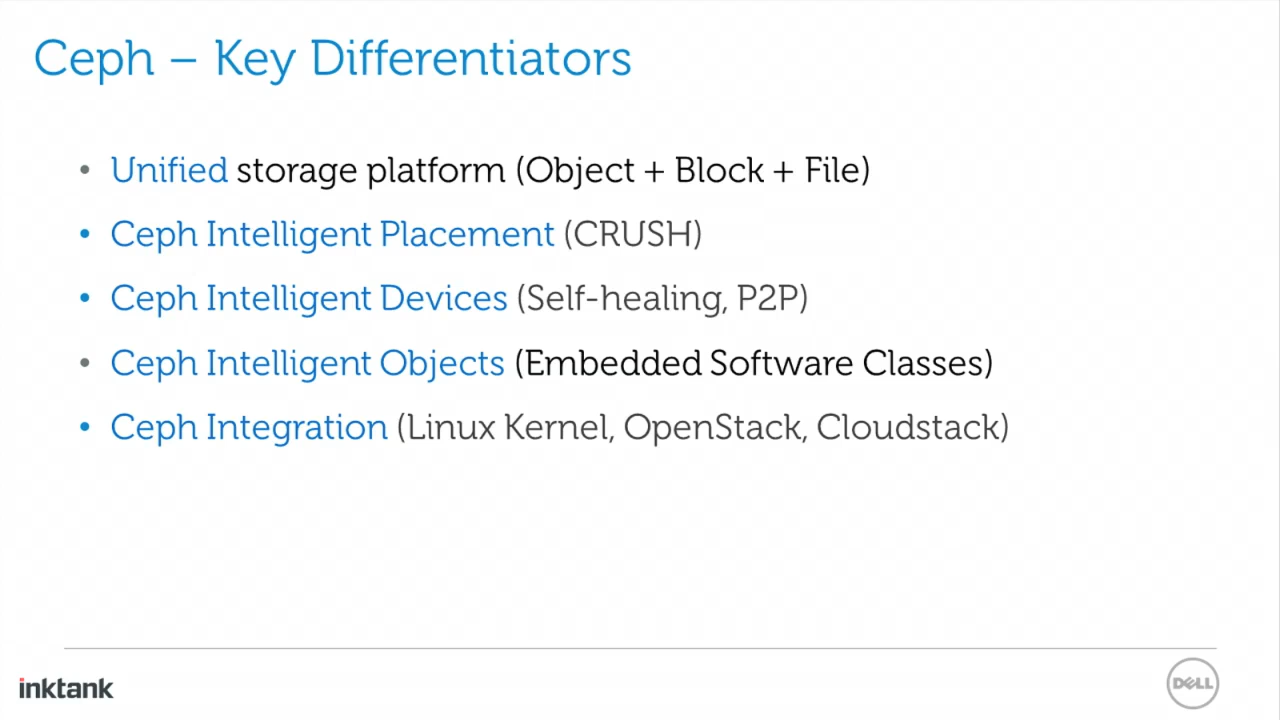 Ceph – Key Differentiators
• Unified storage platform (Object + Block + File)
• Ceph Intelligent Placement (CRUSH)
• Ceph Intelligent Devices (Self-healing, P2P)
• Ceph Intelligent Objects (Embedded Software Classes)
• Ceph Integration (Linux Kernel, OpenStack, Cloudstack)
inktank
DELL